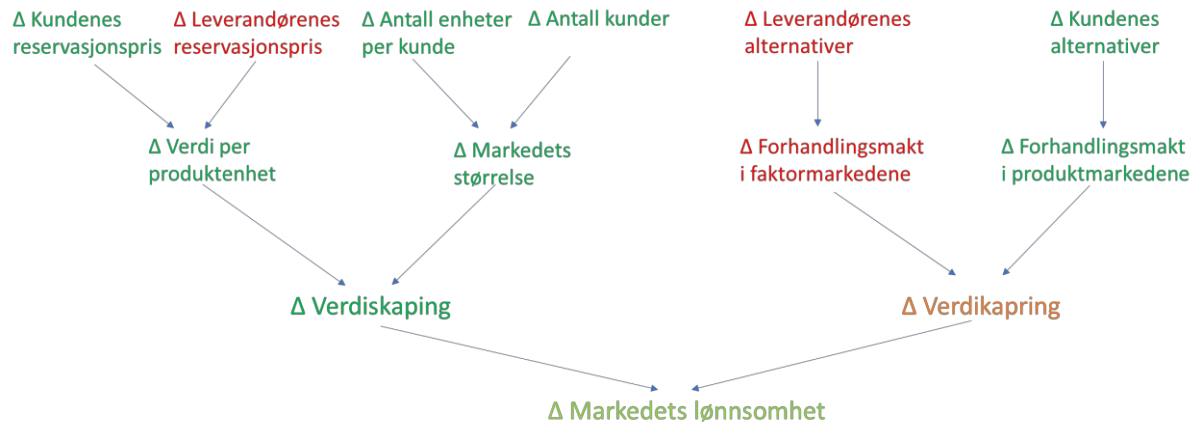 Δ Kundenes
reservasjonspris
Δ Leverandørenes
reservasjonspris
Δ Antall enheter
per kunde
Δ Antall kunder
Δ Leverandørenes
alternativer
Δ Kundenes
alternativer
Δ Verdi per
produktenhet
Δ Markedets
størrelse
Δ Forhandlingsmakt
i faktormarkedene
Δ Forhandlingsmakt
i produktmarkedene
Δ Verdiskaping
Δ Verdikapring
Δ Markedets lønnsomhet